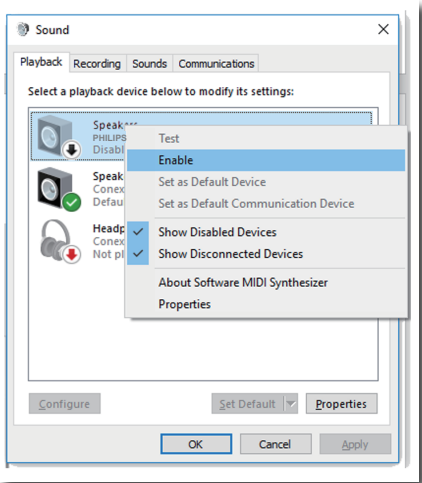 Sound
Playback Recording Sounds Communications
Select a playback device below to modify its settings:
Speakers
PHILIPS
Disabl
Speak
Conex
Defau
Headp
Conex
Not pl
Test
Enable
Set as Default Device
Set as Default Communication Device
Show Disabled Devices
Show Disconnected Devices
About Software MIDI Synthesizer
Properties
Configure Set Default Properties
OK Cancel Apply